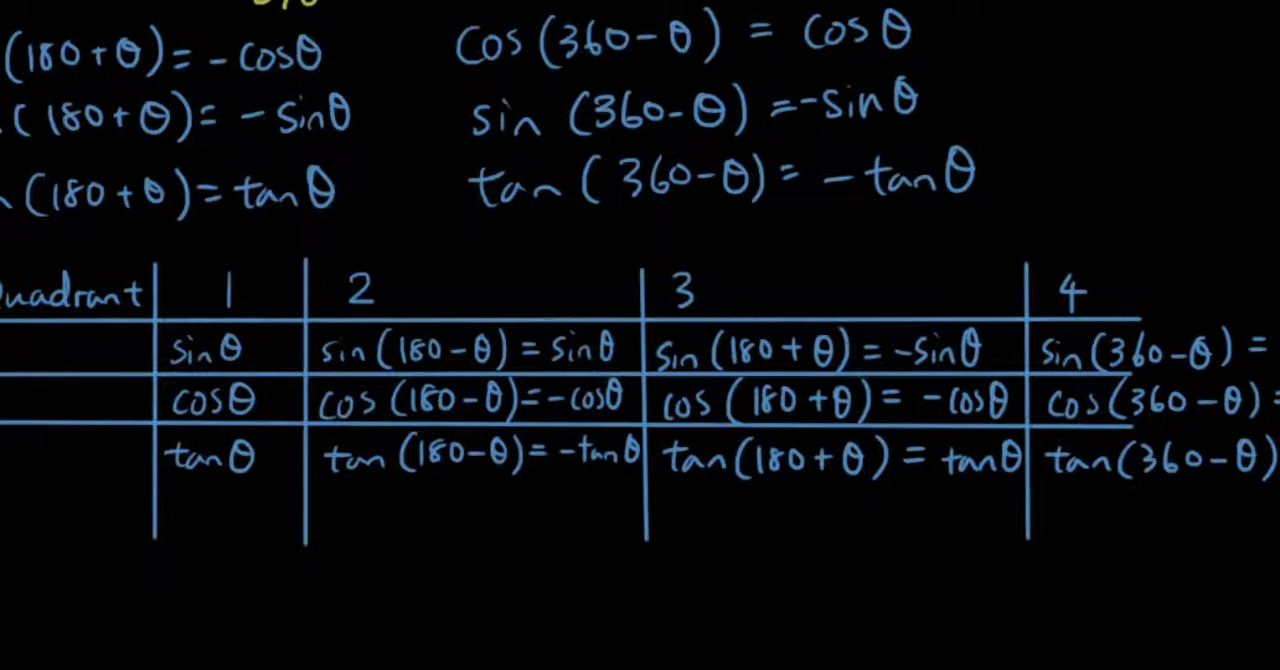 (180+θ)= -cosθ
(180+θ)= -sinθ
(180+θ)= tanθ
cos(360-θ) = cosθ
sin (360-θ) =-sinθ
tan(360-θ)= -tanθ
Quadrant 1 2 3 4
sinθ sin(180-θ) = sinθ sin(180+θ) = -sinθ sin(360-θ) =
cosθ cos(180-θ)=-cosθ cos(180+θ)= -cosθ cos(360-θ)=
tanθ tan(180-θ)= -tanθ tan(180+θ) = tanθ tan(360-θ)